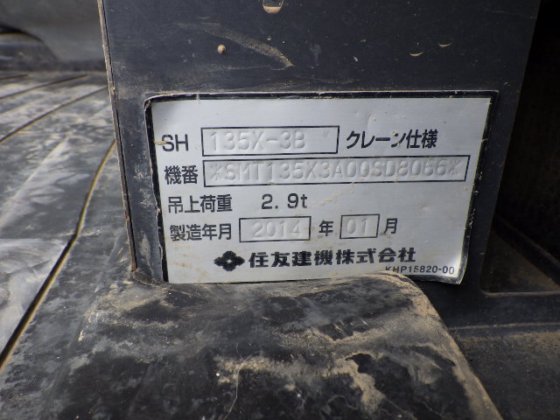 SH 135X-3B クレーン仕様
機番 *SMT135X3A00SD8066*
吊上荷重 2.9t
製造年月 2014 年 01 月
住友建機株式会社
KHP15820-00